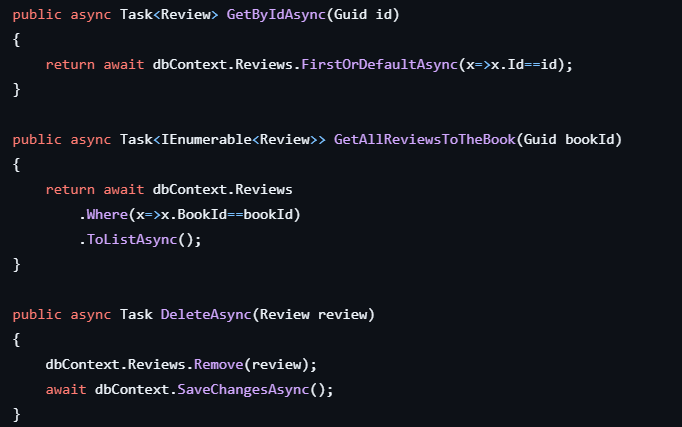 public async Task<Review> GetByIdAsync(Guid id)
{
    return await dbContext.Reviews.FirstOrDefaultAsync(x=>x.Id==id);
}
public async Task<IEnumerable<Review>> GetAllReviewsToTheBook(Guid bookId)
{
    return await dbContext.Reviews
        .Where(x=>x.BookId==bookId)
        .ToListAsync();
}
public async Task DeleteAsync(Review review)
{
    dbContext.Reviews.Remove(review);
    await dbContext.SaveChangesAsync();
}